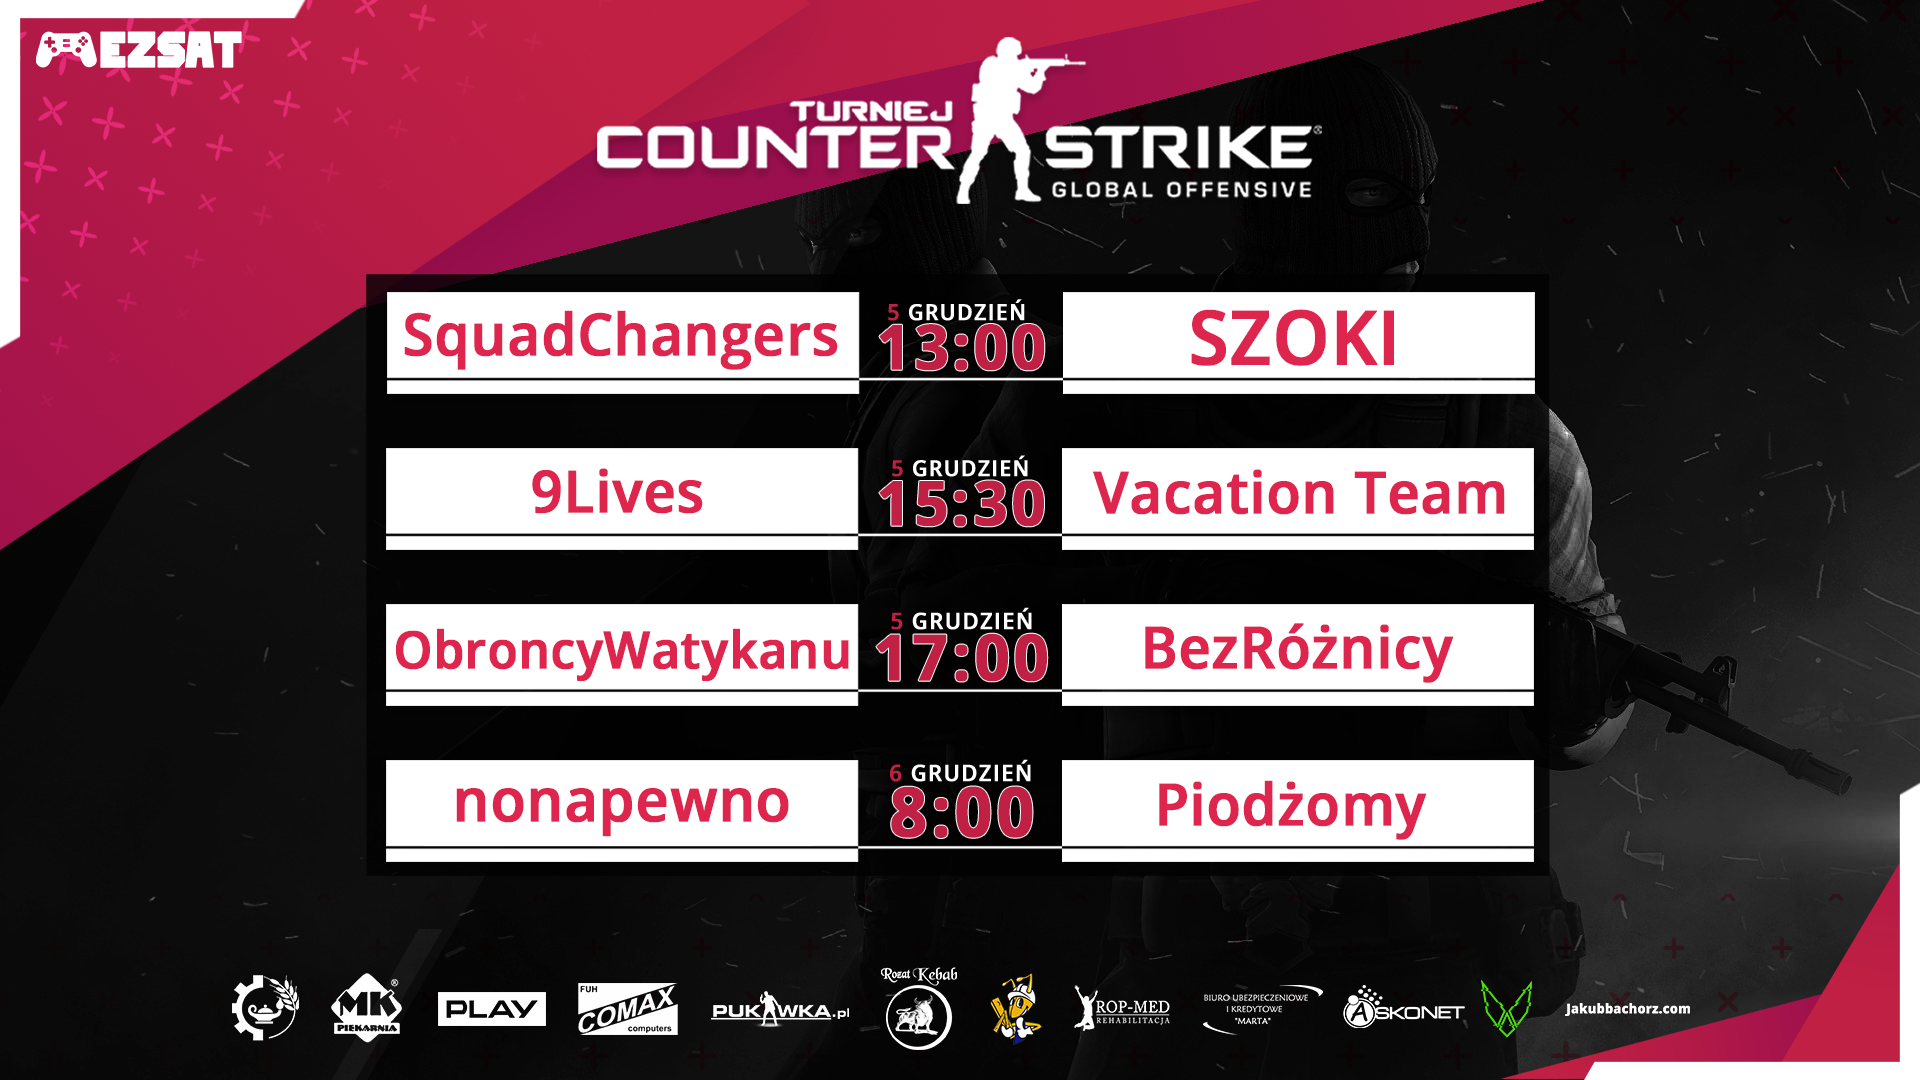 EZSAT
TURNIEJ
COUNTER STRIKE®
GLOBAL OFFENSIVE
SquadChangers
5 GRUDZIEŃ
13:00
SZOKI
9Lives
5 GRUDZIEŃ
15:30
Vacation Team
ObroncyWatykanu
5 GRUDZIEŃ
17:00
BezRóżnicy
nonapewno
6 GRUDZIEŃ
8:00
Piodżomy
MK®
PIEKARNIA
PLAY
FUH
COMAX
computers
PUKAWKA.pl
Rozat Kebab
ROP-MED
REHABILITACJA
BIURO UBEZPIECZENIOWE
I KREDYTOWE
"MARTA"
ASKONET
Jakubbachorz.com